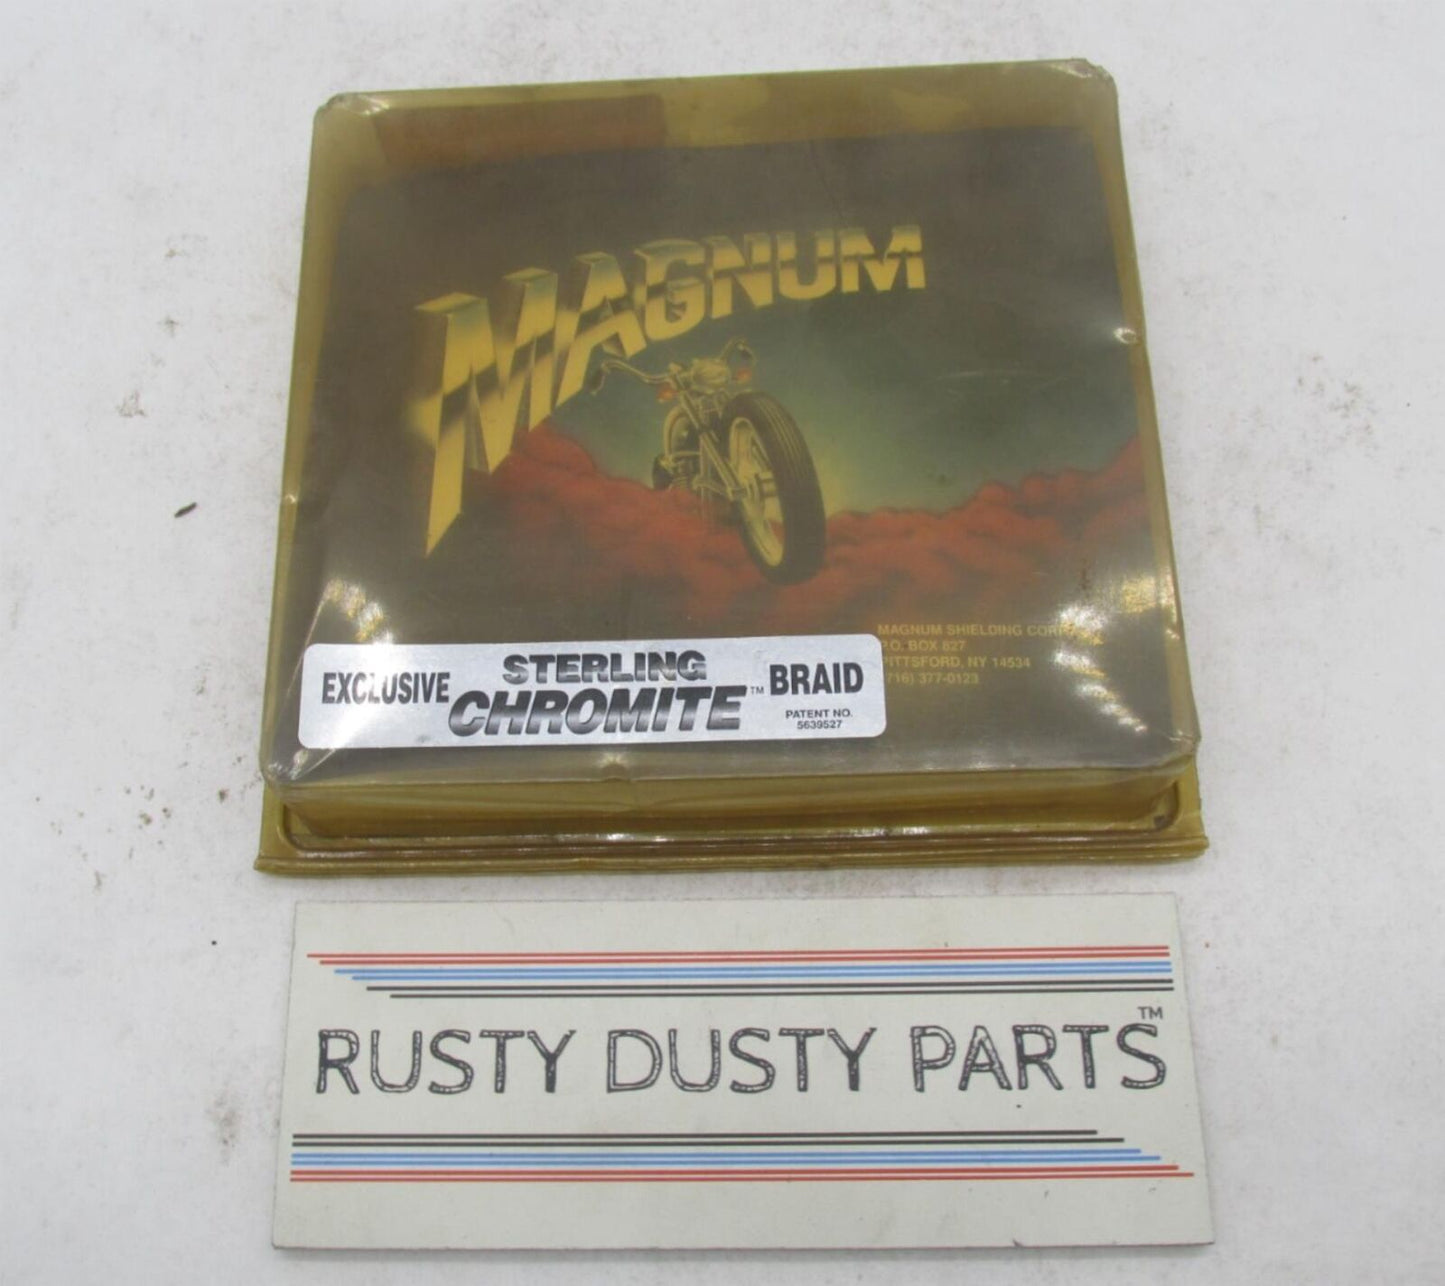 MAGNUM
MAGNUM SHIELDING CORP
P.O. BOX 827
PITTSFORD, NY 14534
(716) 377-0123
EXCLUSIVE STERLING CHROMITE™ BRAID
PATENT NO.
5639527
RUSTY DUSTY PARTS™